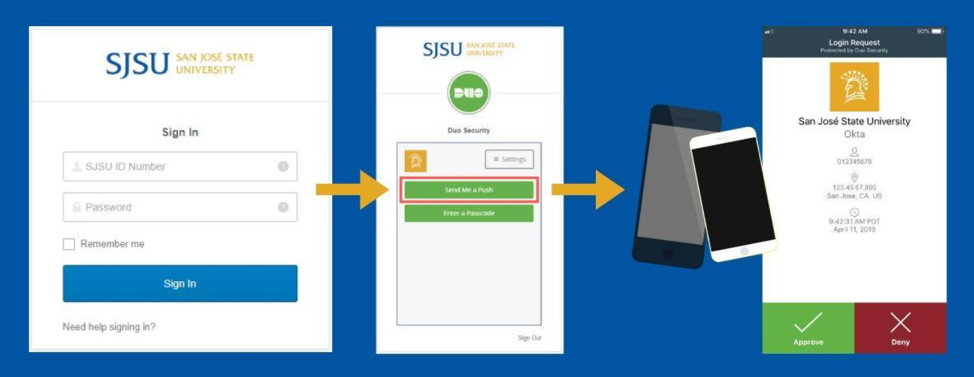 SJSU SAN JOSÉ STATE
UNIVERSITY
Sign In
SJSU ID Number
Password
Remember me
Sign In
Need help signing in?
SJSU SAN JOSÉ STATE
UNIVERSITY
DUO
Duo Security
Settings
Send Me a Push
Enter a Passcode
Sign Out
9:42 AM
90%
Login Request
Protected by Duo Security
San José State University
Okta
012345678
123.45.67.890
San Jose, CA, US
9:42:31 AM PDT
April 11, 2019
Approve
Deny